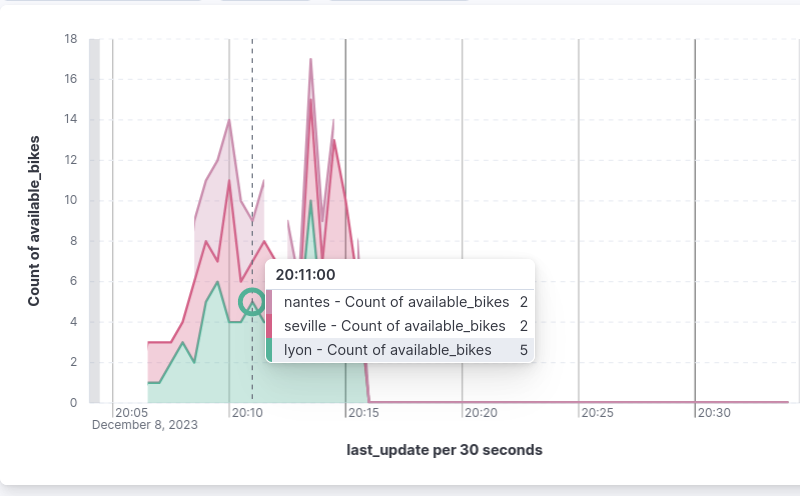 18
16
14
12
10
8
6
4
2
0
Count of available_bikes
20:11:00
nantes - Count of available_bikes 2
seville - Count of available_bikes 2
lyon - Count of available_bikes 5
20:05 20:10 20:15 20:20 20:25 20:30
December 8, 2023
last_update per 30 seconds